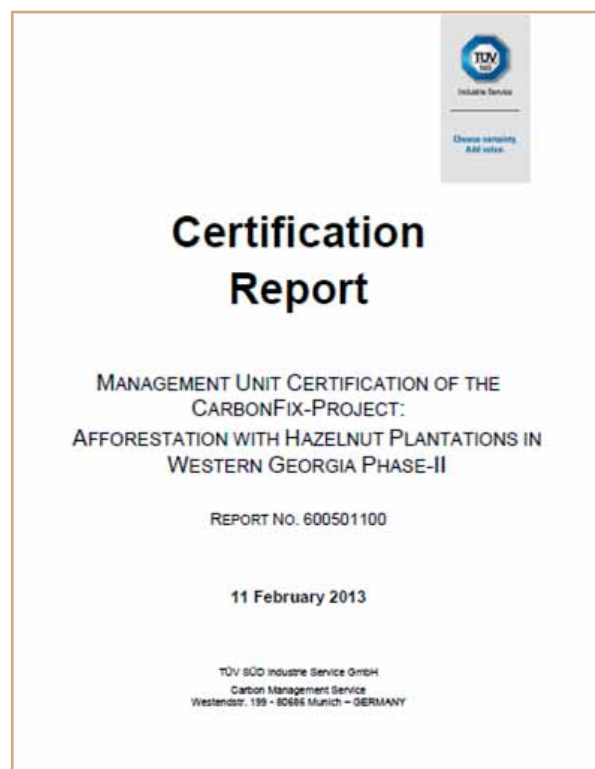 TÜV
SÜD
Industrie Service
Choose certainty.
Add value.
Certification
Report
MANAGEMENT UNIT CERTIFICATION OF THE
CARBONFIX-PROJECT:
AFFORESTATION WITH HAZELNUT PLANTATIONS IN
WESTERN GEORGIA PHASE-II
REPORT NO. 600501100
11 February 2013
TÜV SÜD Industrie Service GmbH
Carbon Management Service
Westendstr. 199 - 80686 Munich – GERMANY